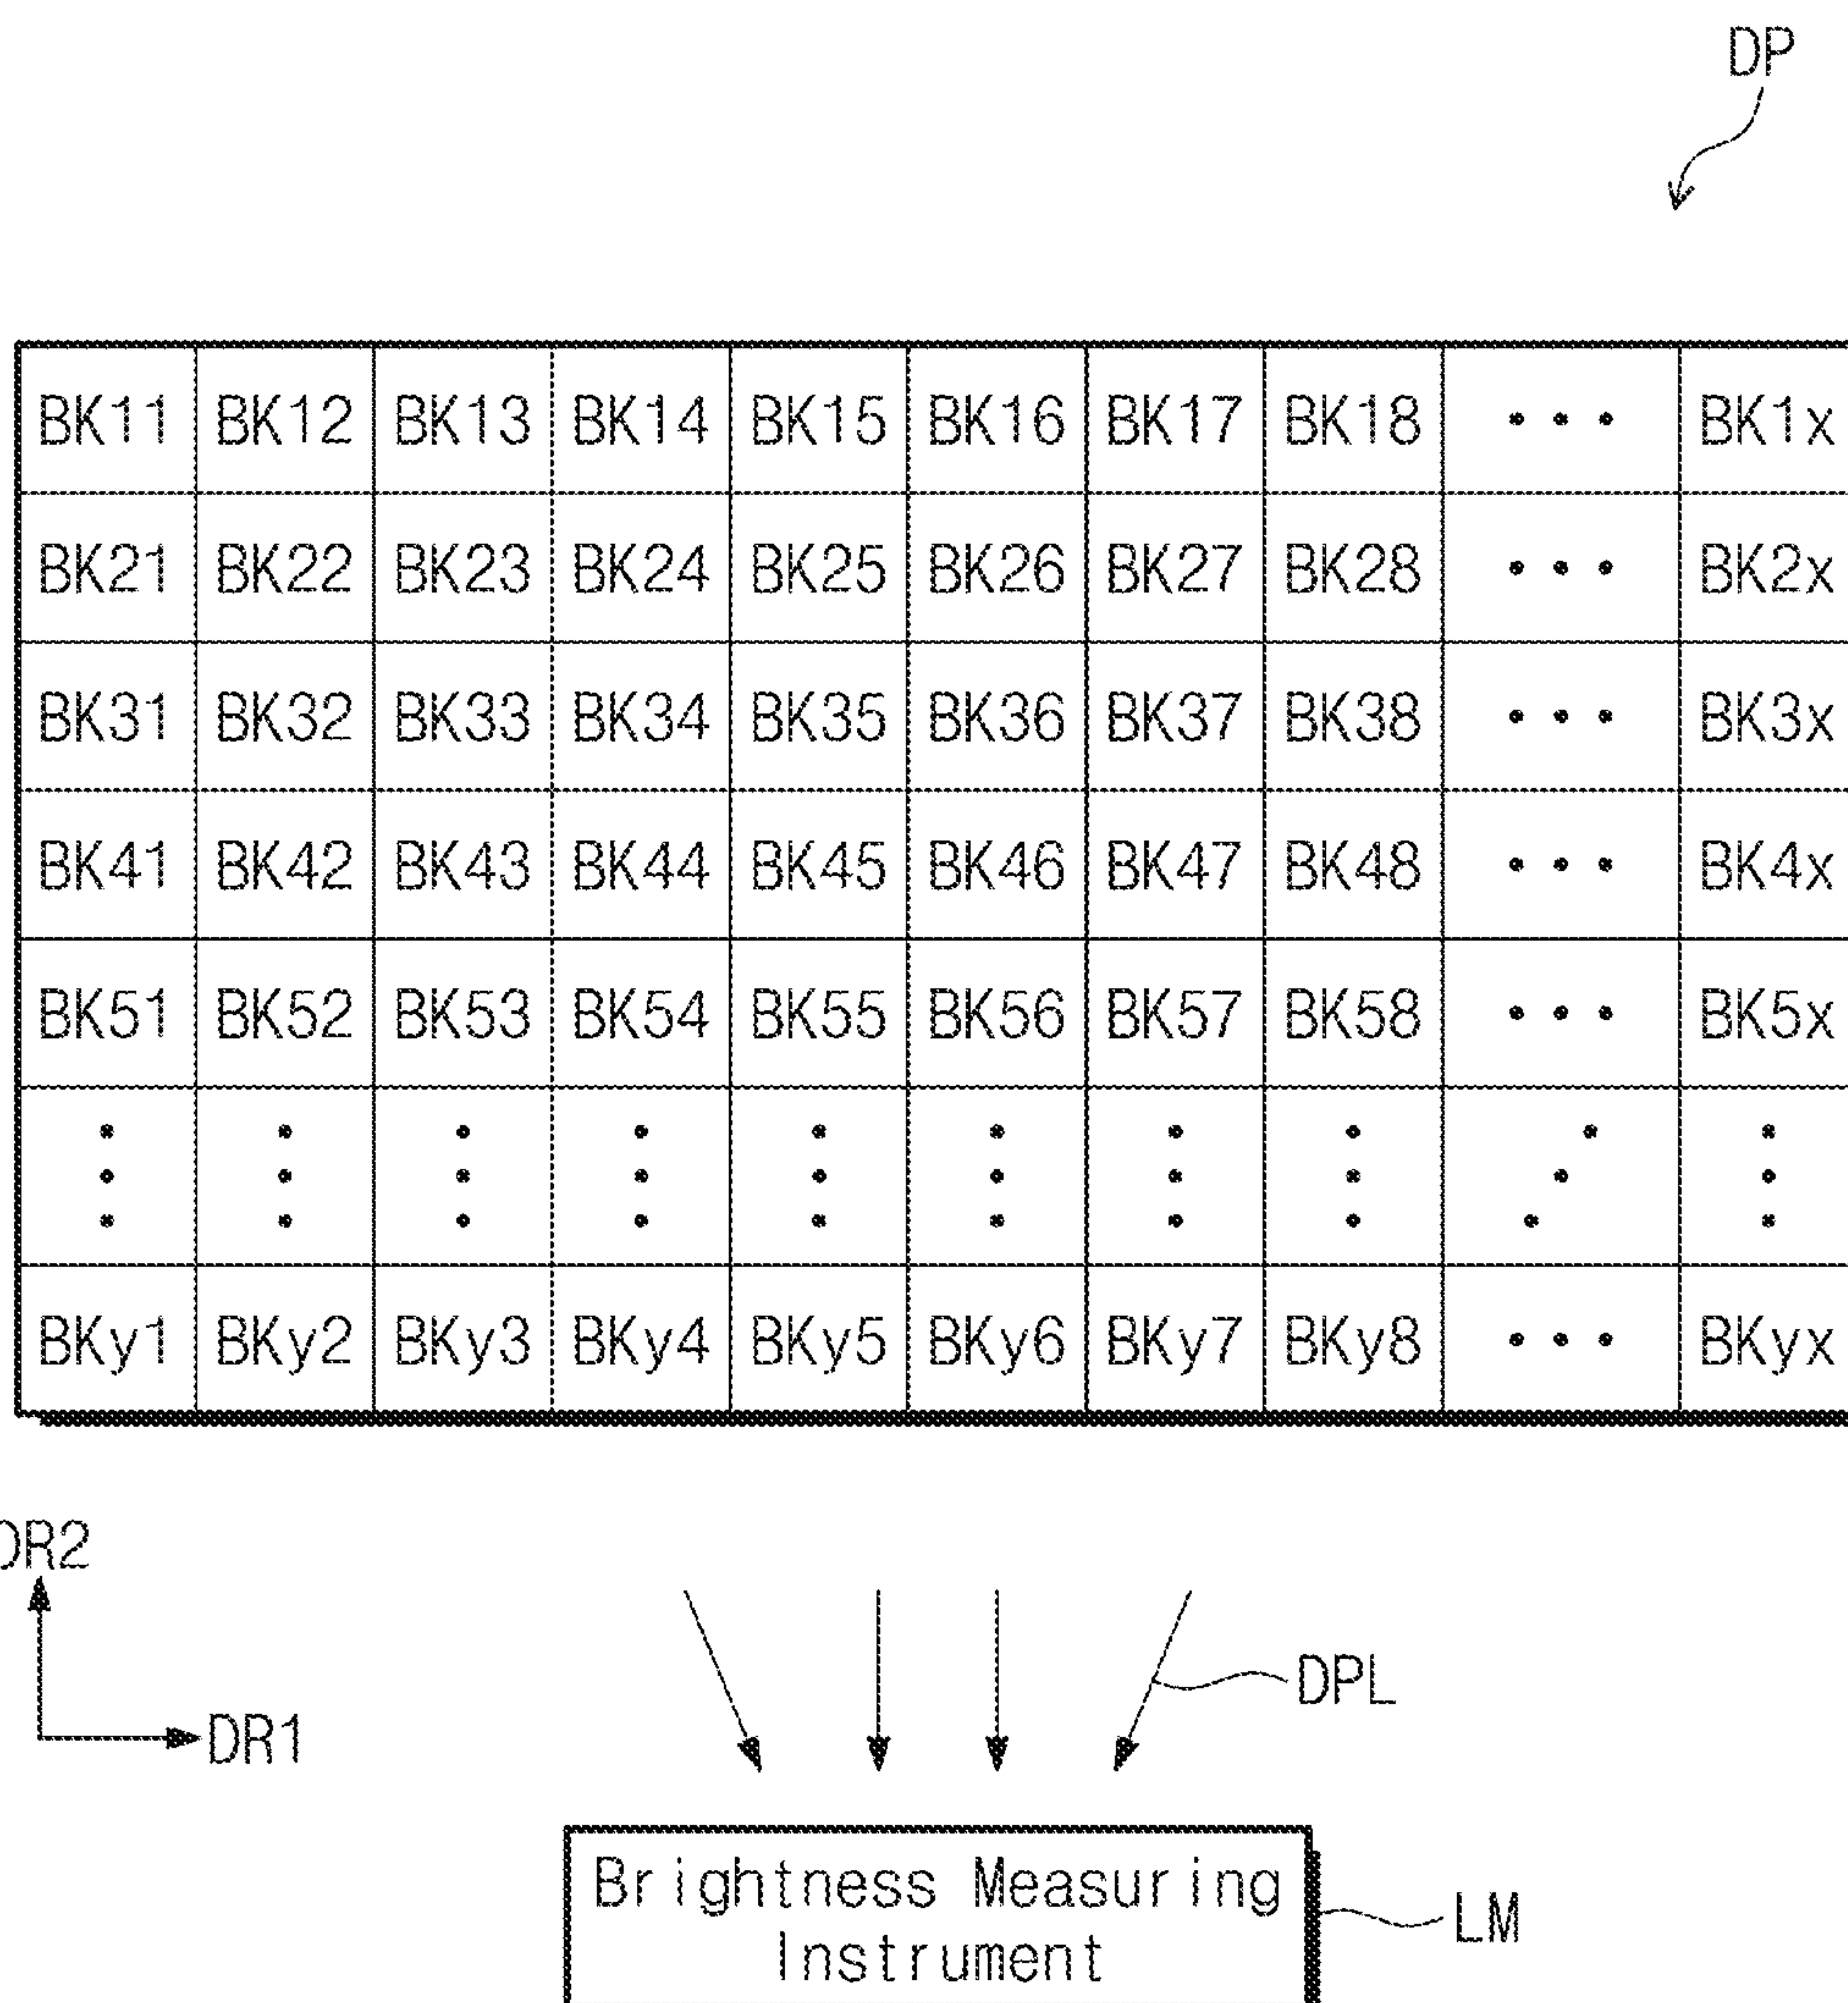 DP
BK11 BK12 BK13 BK14 BK15 BK16 BK17 BK18 ... BK1x
BK21 BK22 BK23 BK24 BK25 BK26 BK27 BK28 ... BK2x
BK31 BK32 BK33 BK34 BK35 BK36 BK37 BK38 ... BK3x
BK41 BK42 BK43 BK44 BK45 BK46 BK47 BK48 ... BK4x
BK51 BK52 BK53 BK54 BK55 BK56 BK57 BK58 ... BK5x
BKy1 BKy2 BKy3 BKy4 BKy5 BKy6 BKy7 BKy8 ... BKyx
DR2
DPL
DR1
Brightness Measuring
Instrument
LM